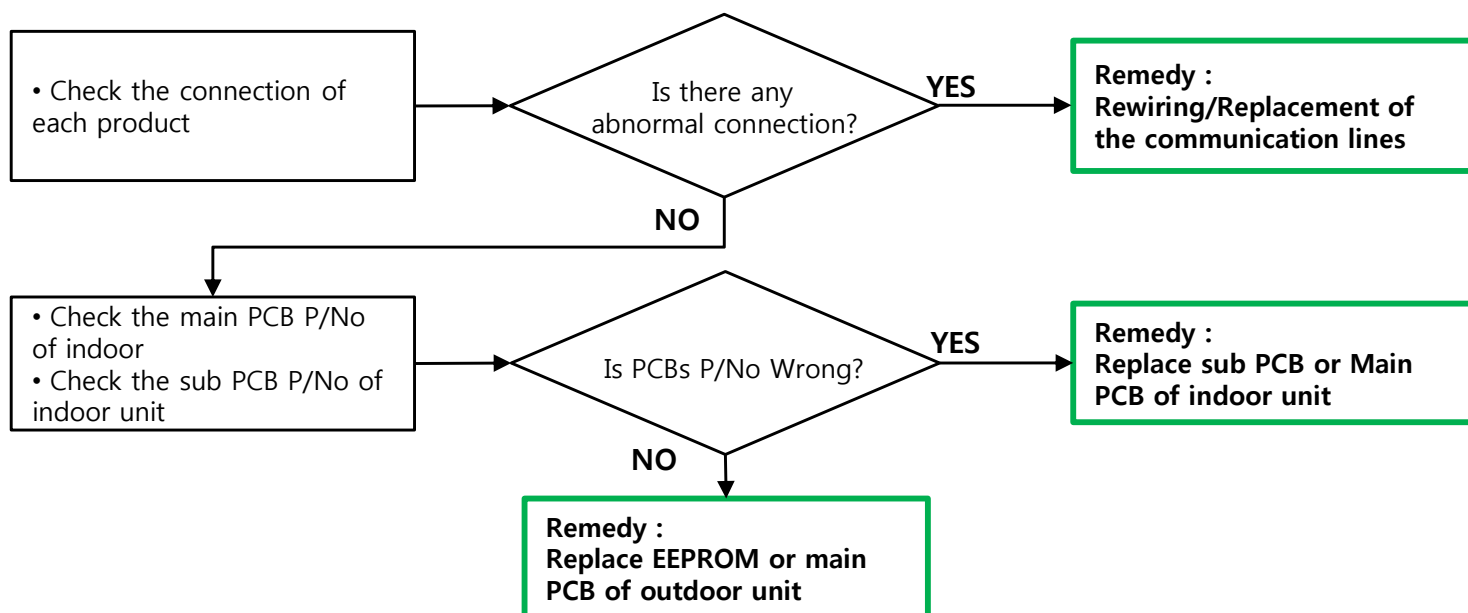 • Check the connection of
each product
Is there any
abnormal connection?
YES
Remedy :
Rewiring/Replacement of
the communication lines
NO
• Check the main PCB P/No
of indoor
• Check the sub PCB P/No of
indoor unit
Is PCBs P/No Wrong?
YES
Remedy :
Replace sub PCB or Main
PCB of indoor unit
NO
Remedy :
Replace EEPROM or main
PCB of outdoor unit